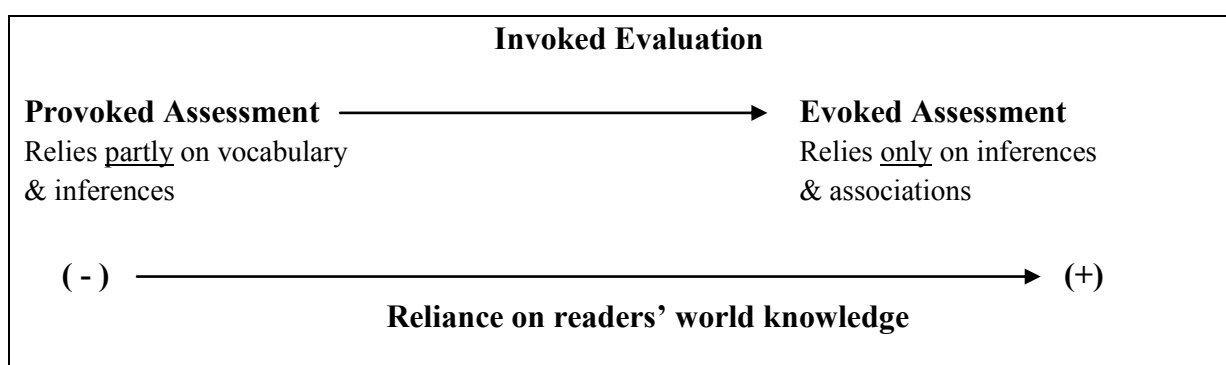 Invoked Evaluation
Provoked Assessment Evoked Assessment
Relies partly on vocabulary Relies only on inferences
& inferences & associations
( - ) (+)
Reliance on readers’ world knowledge